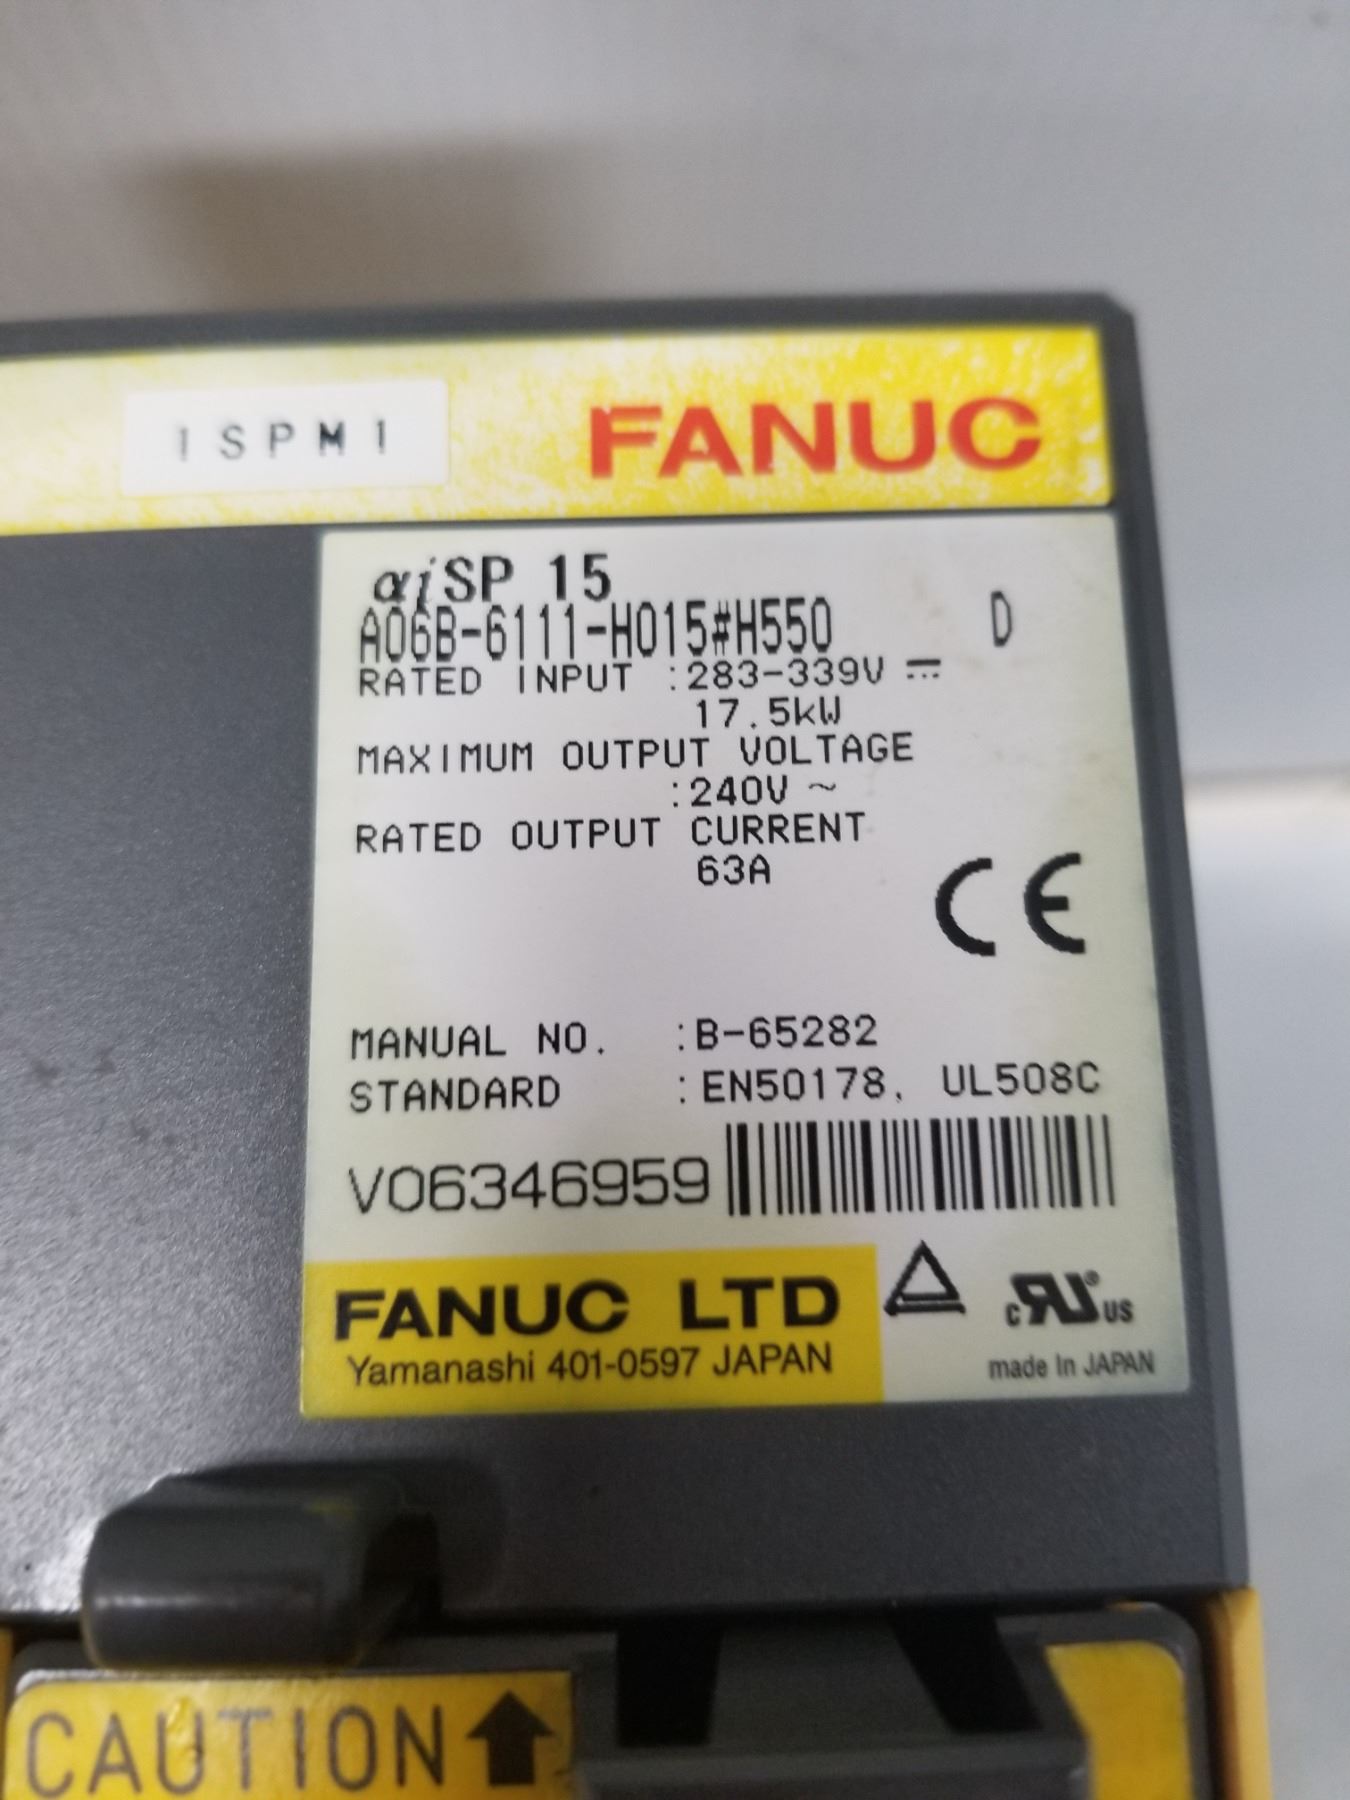 1SPM1
FANUC
αiSP 15
A06B-6111-H015#H550 D
RATED INPUT :283-339V ⎓
17.5kW
MAXIMUM OUTPUT VOLTAGE
:240V ~
RATED OUTPUT CURRENT
63A
CE
MANUAL NO. :B-65282
STANDARD :EN50178, UL508C
V06346959
FANUC LTD
Yamanashi 401-0597 JAPAN
c RU ® US
made In JAPAN
CAUTION